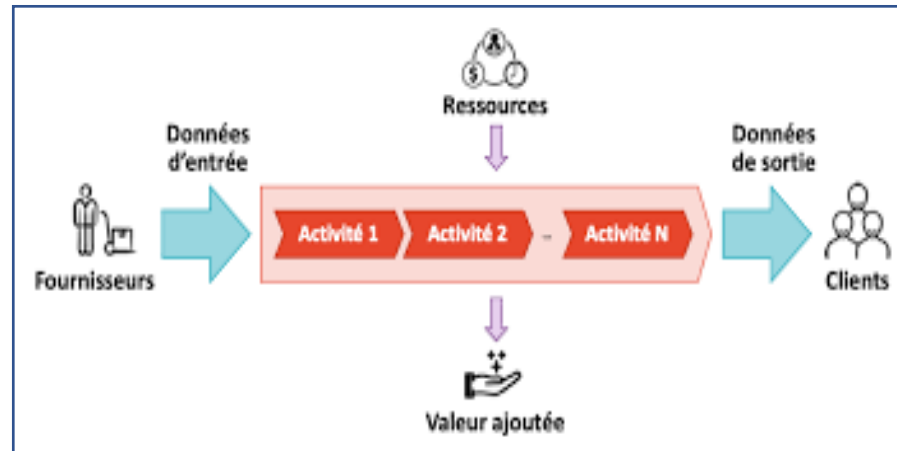 Ressources
Données
d'entrée
Données
de sortie
Activité 1
Activité 2
...
Activité N
Fournisseurs
Clients
Valeur ajoutée